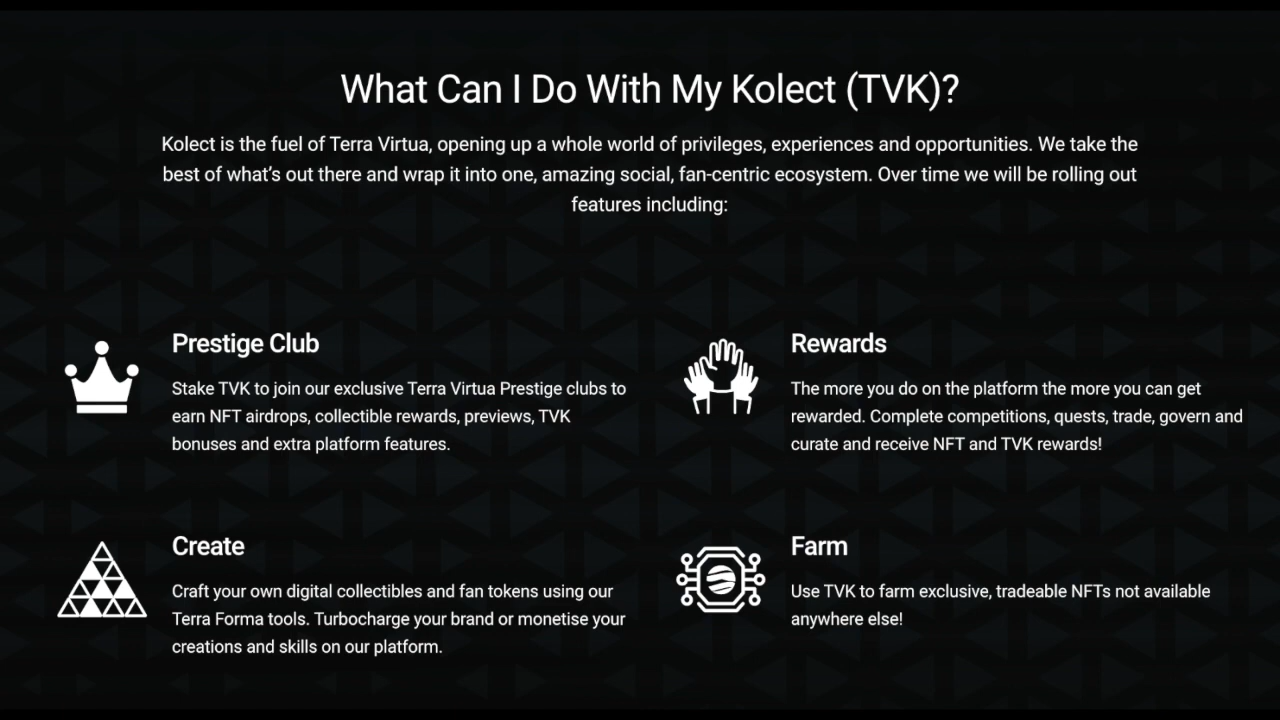 What Can I Do With My Kolect (TVK)?
Kolect is the fuel of Terra Virtua, opening up a whole world of privileges, experiences and opportunities. We take the
best of what's out there and wrap it into one, amazing social, fan-centric ecosystem. Over time we will be rolling out
features including:
Prestige Club
Stake TVK to join our exclusive Terra Virtua Prestige clubs to
earn NFT airdrops, collectible rewards, previews, TVK
bonuses and extra platform features.
Rewards
The more you do on the platform the more you can get
rewarded. Complete competitions, quests, trade, govern and
curate and receive NFT and TVK rewards!
Create
Craft your own digital collectibles and fan tokens using our
Terra Forma tools. Turbocharge your brand or monetise your
creations and skills on our platform.
Farm
Use TVK to farm exclusive, tradeable NFTs not available
anywhere else!